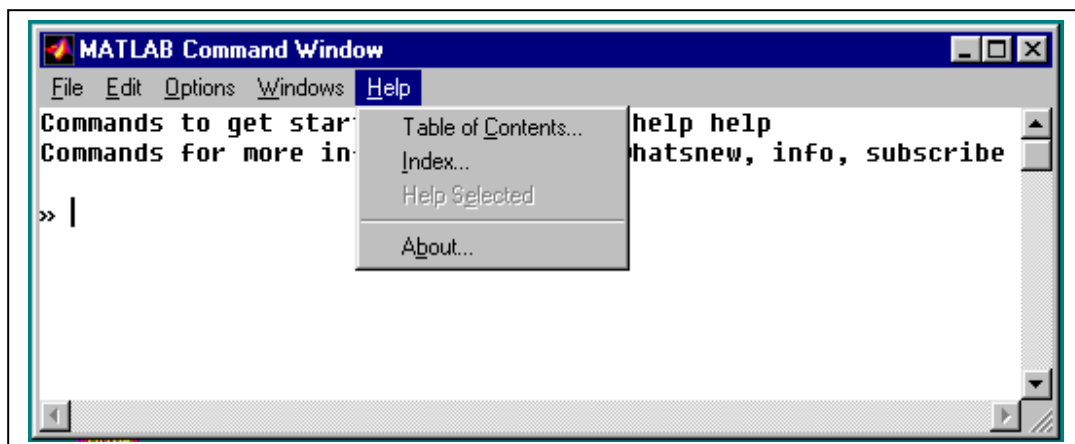 MATLAB Command Window
File Edit Options Windows Help
Commands to get star help help
Commands for more in hatsnew, info, subscribe
»
Table of Contents...
Index...
Help Selected
About...